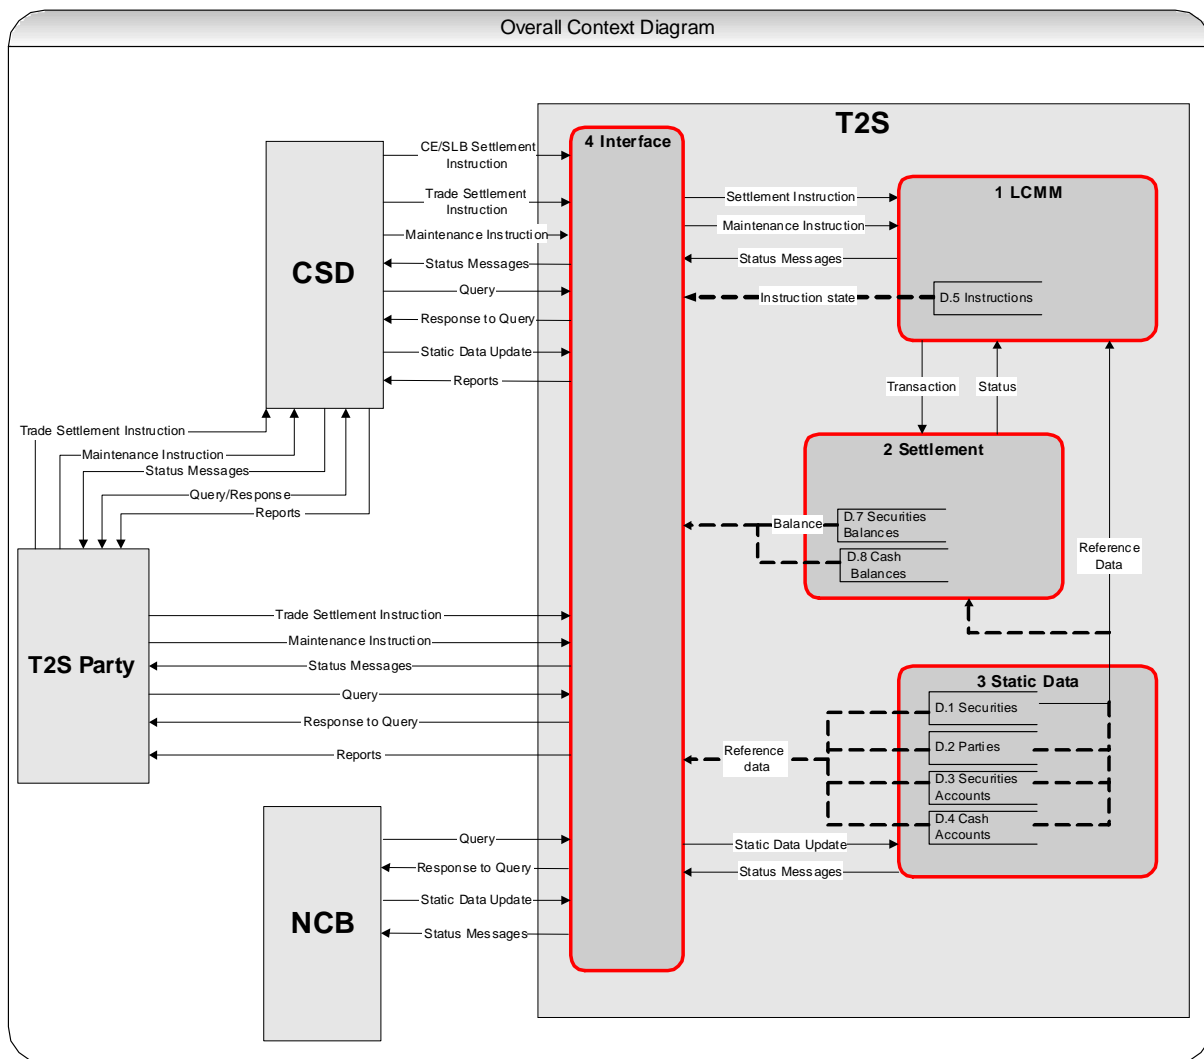 Overall Context Diagram
T2S
4 Interface
CSD
CE/SLB Settlement
Instruction
Trade Settlement
Instruction
Maintenance Instruction
Status Messages
Query
Response to Query
Static Data Update
Reports
Settlement Instruction
Maintenance Instruction
Status Messages
Instruction state
1 LCMM
D.5 Instructions
Transaction
Status
Trade Settlement Instruction
Maintenance Instruction
Status Messages
Query/Response
Reports
2 Settlement
Balance
D.7 Securities
Balances
D.8 Cash
Balances
Reference
Data
T2S Party
Trade Settlement Instruction
Maintenance Instruction
Status Messages
Query
Response to Query
Reports
3 Static Data
D.1 Securities
D.2 Parties
D.3 Securities
Accounts
D.4 Cash
Accounts
Reference
data
Static Data Update
Status Messages
NCB
Query
Response to Query
Static Data Update
Status Messages